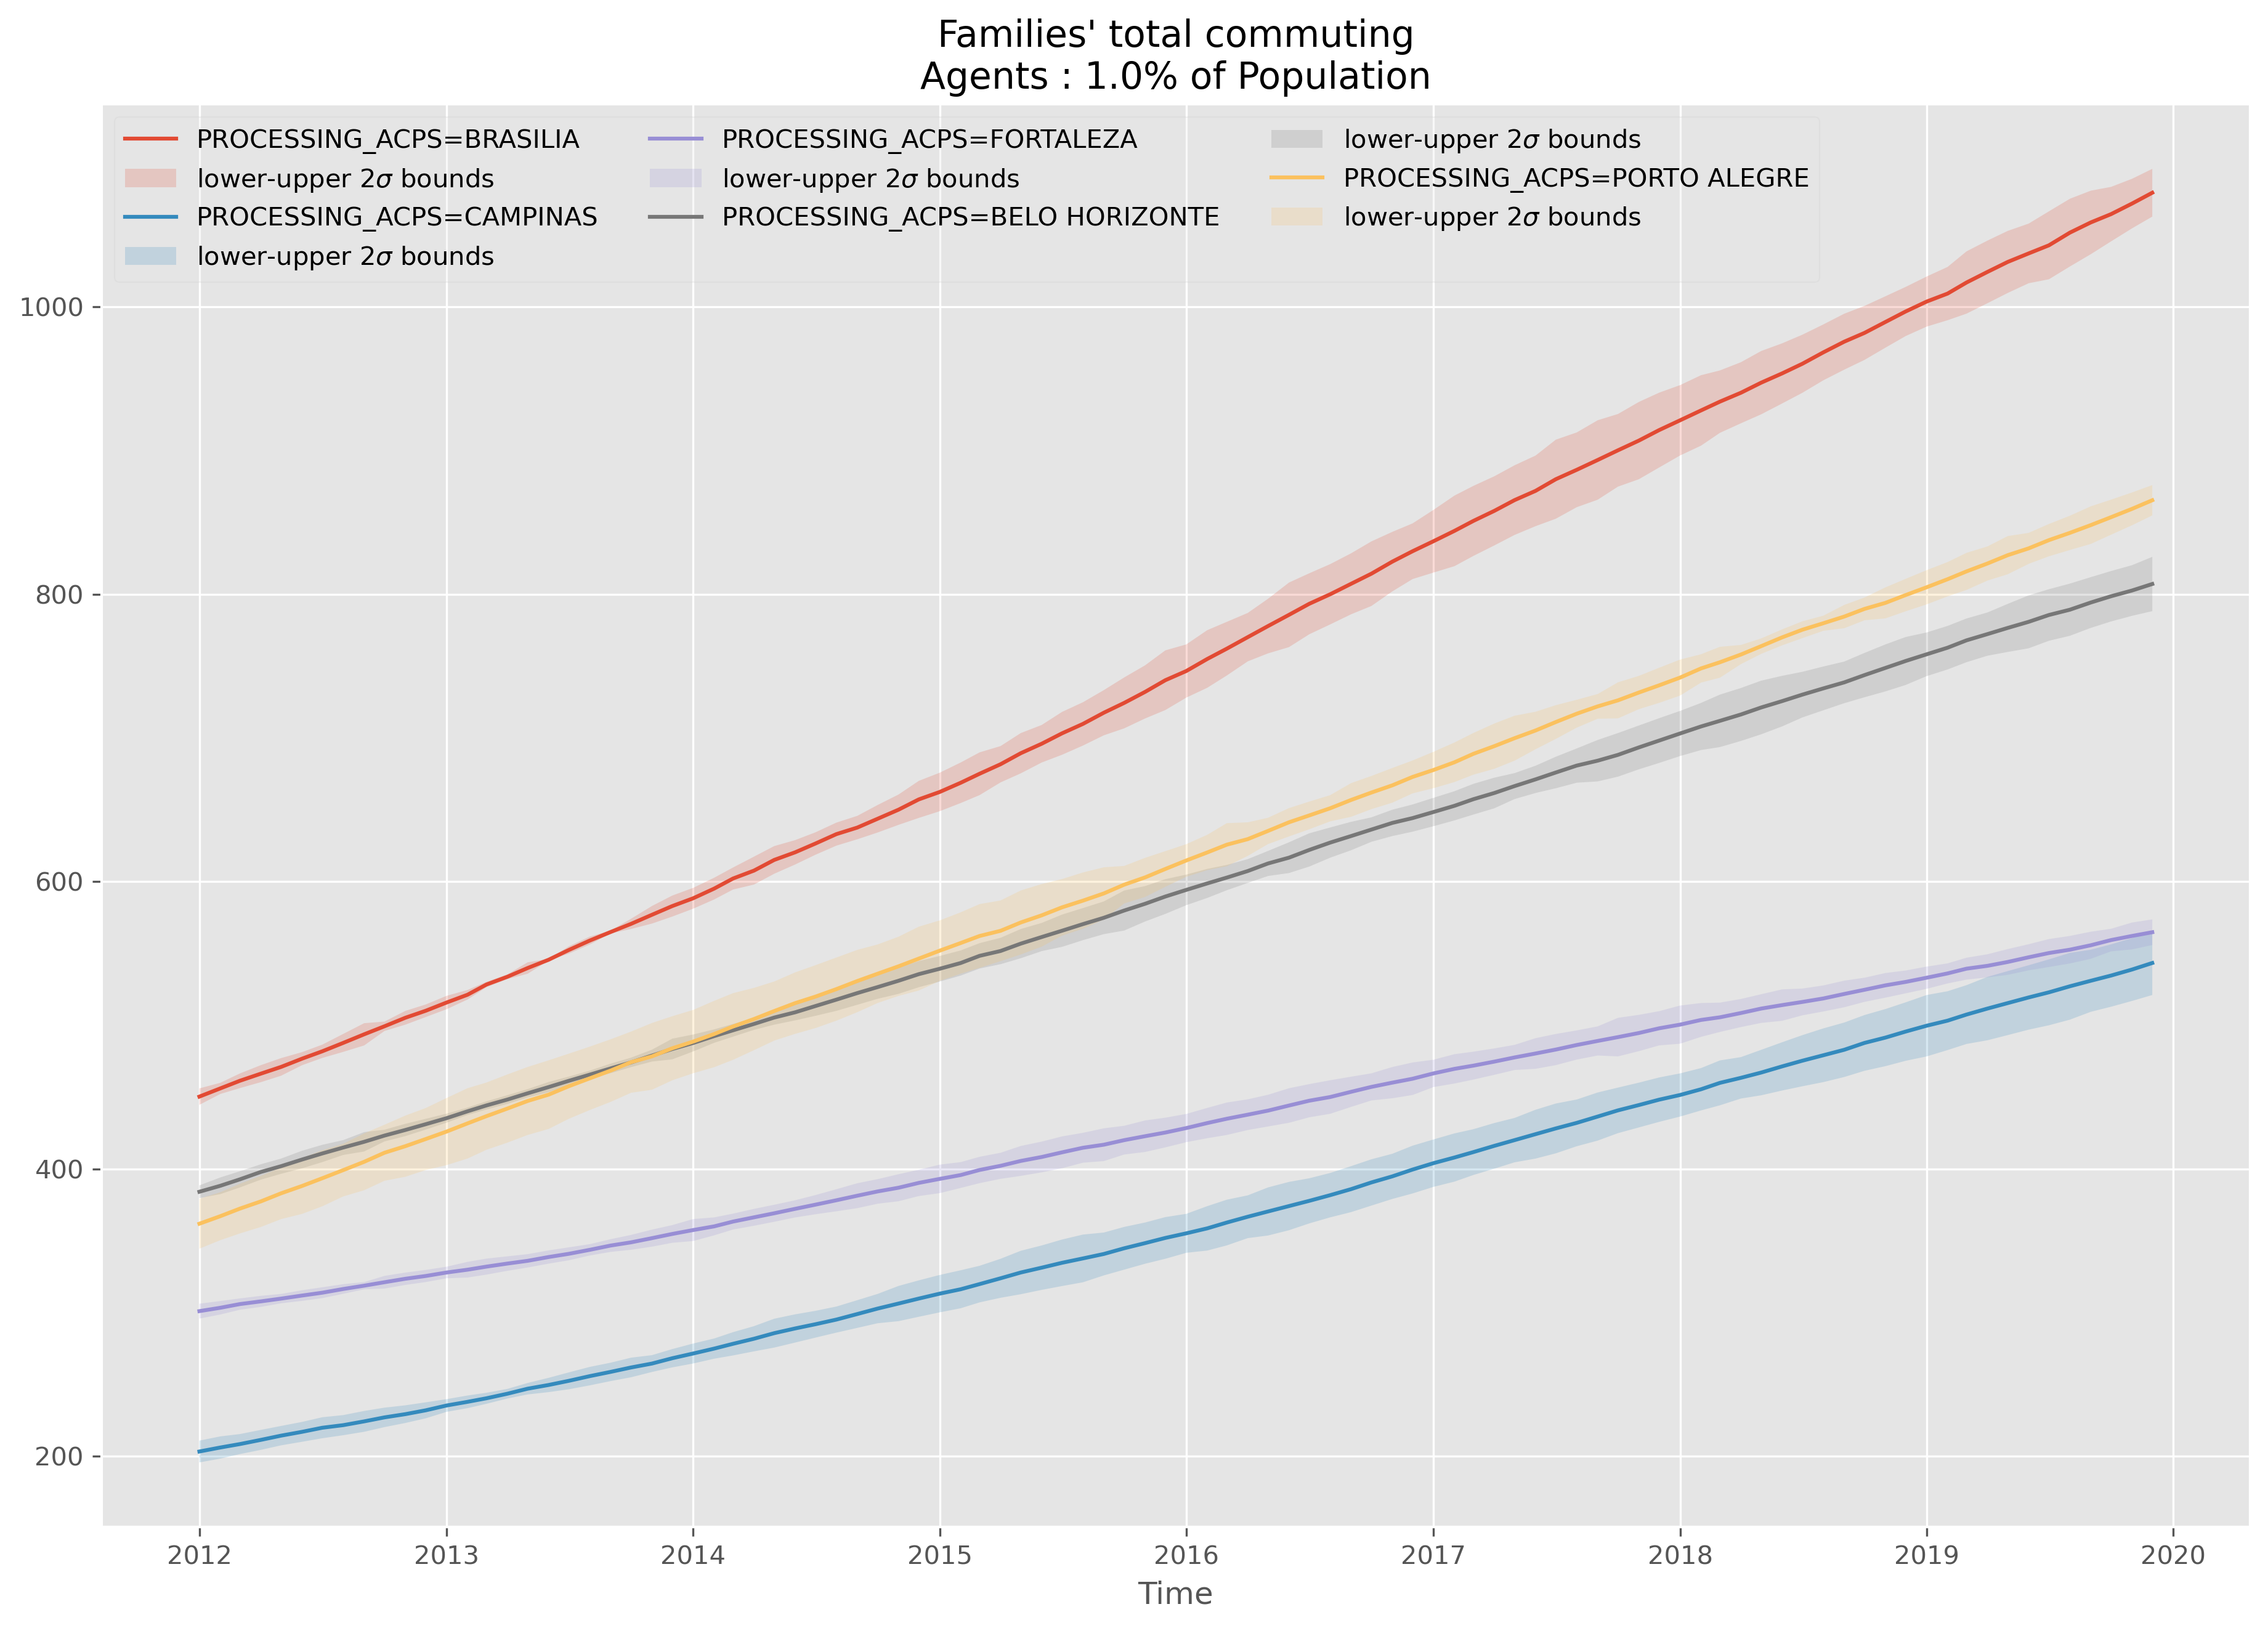 Families' total commuting
Agents : 1.0% of Population
PROCESSING_ACPS=BRASILIA
lower-upper 2σ bounds
PROCESSING_ACPS=CAMPINAS
lower-upper 2σ bounds
PROCESSING_ACPS=FORTALEZA
lower-upper 2σ bounds
PROCESSING_ACPS=BELO HORIZONTE
lower-upper 2σ bounds
PROCESSING_ACPS=PORTO ALEGRE
lower-upper 2σ bounds
1000
800
600
400
200
2012 2013 2014 2015 2016 2017 2018 2019 2020
Time